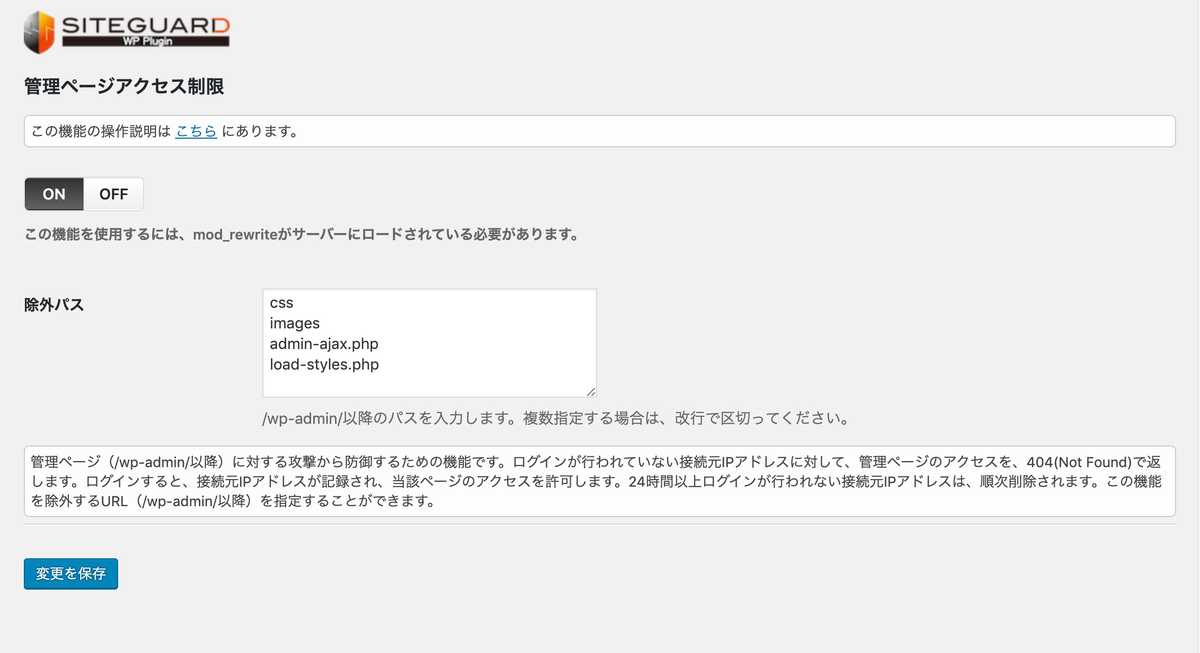 SITEGUARD
WP Plugin
管理ページアクセス制限
この機能の操作説明は こちら にあります。
ON OFF
この機能を使用するには、mod_rewriteがサーバーにロードされている必要があります。
除外パス
css
images
admin-ajax.php
load-styles.php
/wp-admin/以降のパスを入力します。複数指定する場合は、改行で区切ってください。
管理ページ（/wp-admin/以降）に対する攻撃から防御するための機能です。ログインが行われていない接続元IPアドレスに対して、管理ページのアクセスを、404(Not Found)で返
します。ログインすると、接続元IPアドレスが記録され、当該ページのアクセスを許可します。24時間以上ログインが行われない接続元IPアドレスは、順次削除されます。この機能
を除外するURL（/wp-admin/以降）を指定することができます。
変更を保存